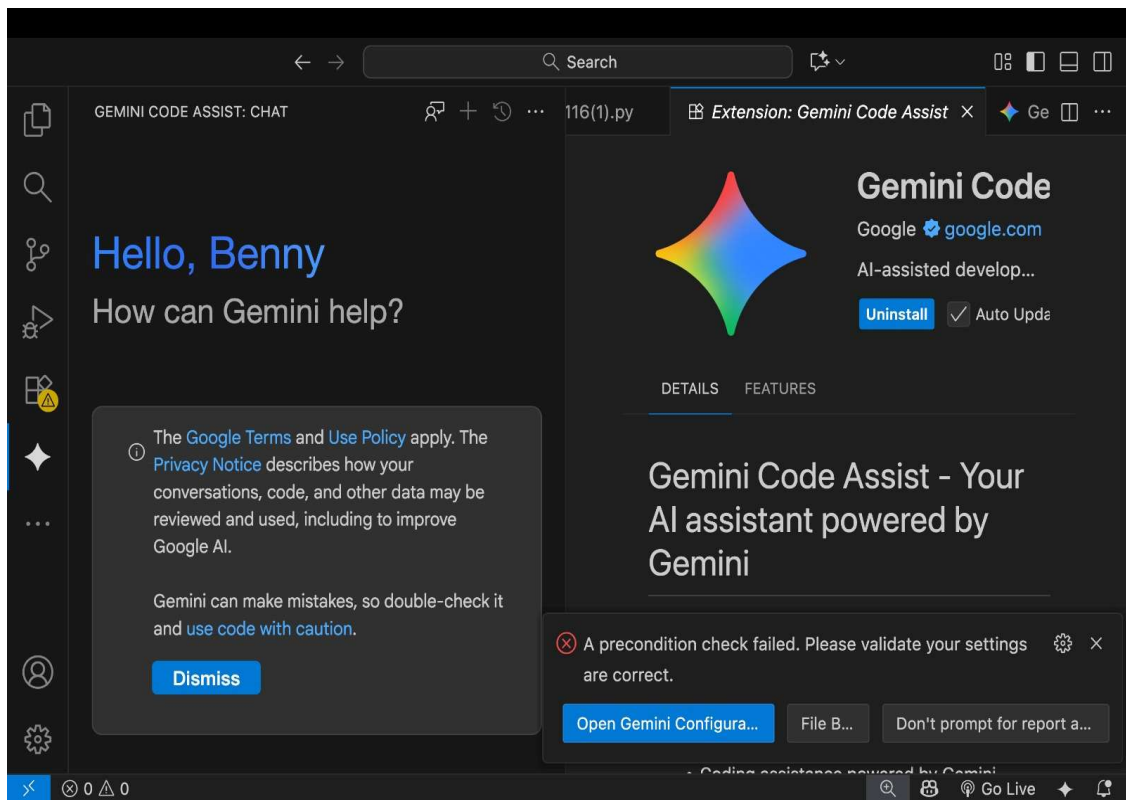 Search
GEMINI CODE ASSIST: CHAT
116(1).py
Extension: Gemini Code Assist
Ge
Hello, Benny
How can Gemini help?
The Google Terms and Use Policy apply. The
Privacy Notice describes how your
conversations, code, and other data may be
reviewed and used, including to improve
Google AI.
Gemini can make mistakes, so double-check it
and use code with caution.
Dismiss
Gemini Code
Google google.com
AI-assisted develop...
Uninstall Auto Upda
DETAILS FEATURES
Gemini Code Assist - Your
AI assistant powered by
Gemini
A precondition check failed. Please validate your settings
are correct.
Open Gemini Configura... File B... Don't prompt for report a...
Coding assistance powered by Gemini
0 0 Go Live